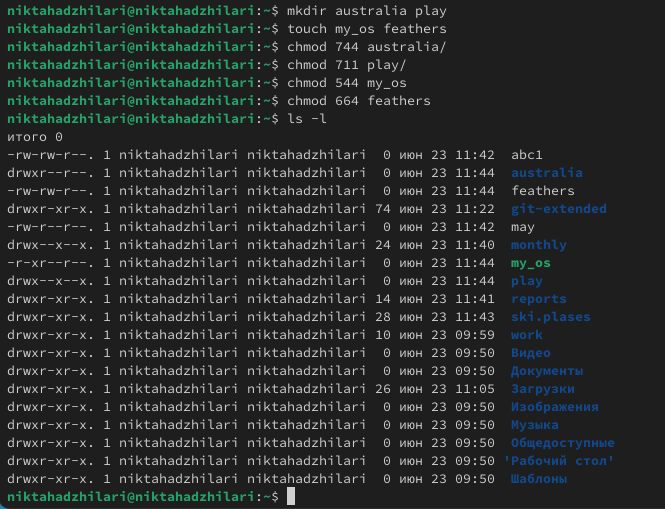 niktahadzhilari@niktahadzhilari:~$ mkdir australia play
niktahadzhilari@niktahadzhilari:~$ touch my_os feathers
niktahadzhilari@niktahadzhilari:~$ chmod 744 australia/
niktahadzhilari@niktahadzhilari:~$ chmod 711 play/
niktahadzhilari@niktahadzhilari:~$ chmod 544 my_os
niktahadzhilari@niktahadzhilari:~$ chmod 664 feathers
niktahadzhilari@niktahadzhilari:~$ ls -l
итого 0
-rw-rw-r--. 1 niktahadzhilari niktahadzhilari  0 июн 23 11:42  abc1
drwxr--r--. 1 niktahadzhilari niktahadzhilari  0 июн 23 11:44  australia
-rw-rw-r--. 1 niktahadzhilari niktahadzhilari  0 июн 23 11:44  feathers
drwxr-xr-x. 1 niktahadzhilari niktahadzhilari 74 июн 23 11:22  git-extended
-rw-r--r--. 1 niktahadzhilari niktahadzhilari  0 июн 23 11:42  may
drwx--x--x. 1 niktahadzhilari niktahadzhilari 24 июн 23 11:40  monthly
-r-xr--r--. 1 niktahadzhilari niktahadzhilari  0 июн 23 11:44  my_os
drwx--x--x. 1 niktahadzhilari niktahadzhilari  0 июн 23 11:44  play
drwxr-xr-x. 1 niktahadzhilari niktahadzhilari 14 июн 23 11:41  reports
drwxr-xr-x. 1 niktahadzhilari niktahadzhilari 28 июн 23 11:43  ski.plases
drwxr-xr-x. 1 niktahadzhilari niktahadzhilari 10 июн 23 09:59  work
drwxr-xr-x. 1 niktahadzhilari niktahadzhilari  0 июн 23 09:50  Видео
drwxr-xr-x. 1 niktahadzhilari niktahadzhilari  0 июн 23 09:50  Документы
drwxr-xr-x. 1 niktahadzhilari niktahadzhilari 26 июн 23 11:05  Загрузки
drwxr-xr-x. 1 niktahadzhilari niktahadzhilari  0 июн 23 09:50  Изображения
drwxr-xr-x. 1 niktahadzhilari niktahadzhilari  0 июн 23 09:50  Музыка
drwxr-xr-x. 1 niktahadzhilari niktahadzhilari  0 июн 23 09:50  Общедоступные
drwxr-xr-x. 1 niktahadzhilari niktahadzhilari  0 июн 23 09:50 'Рабочий стол'
drwxr-xr-x. 1 niktahadzhilari niktahadzhilari  0 июн 23 09:50  Шаблоны
niktahadzhilari@niktahadzhilari:~$